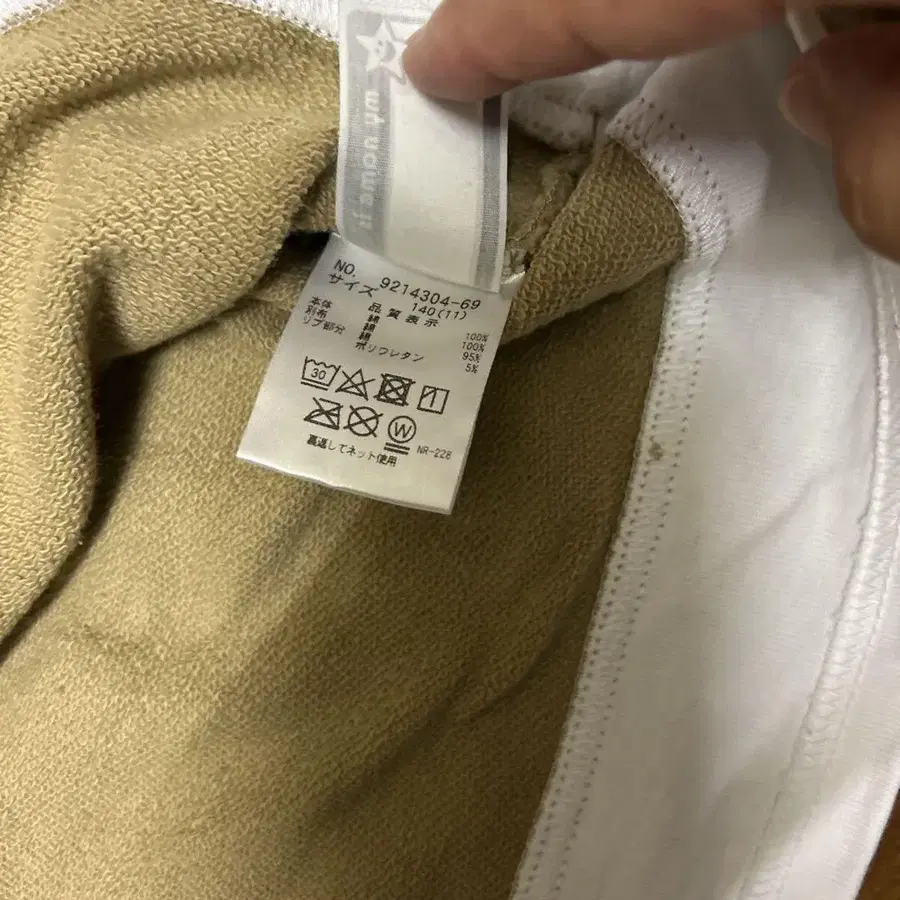 NO. 9214304-69
サイズ 140(11)
品質表示
本体 綿 100%
別布 綿 100%
リブ部分 綿 95%
ポリウレタン 5%
30
W
裏返してネット使用 NR-228